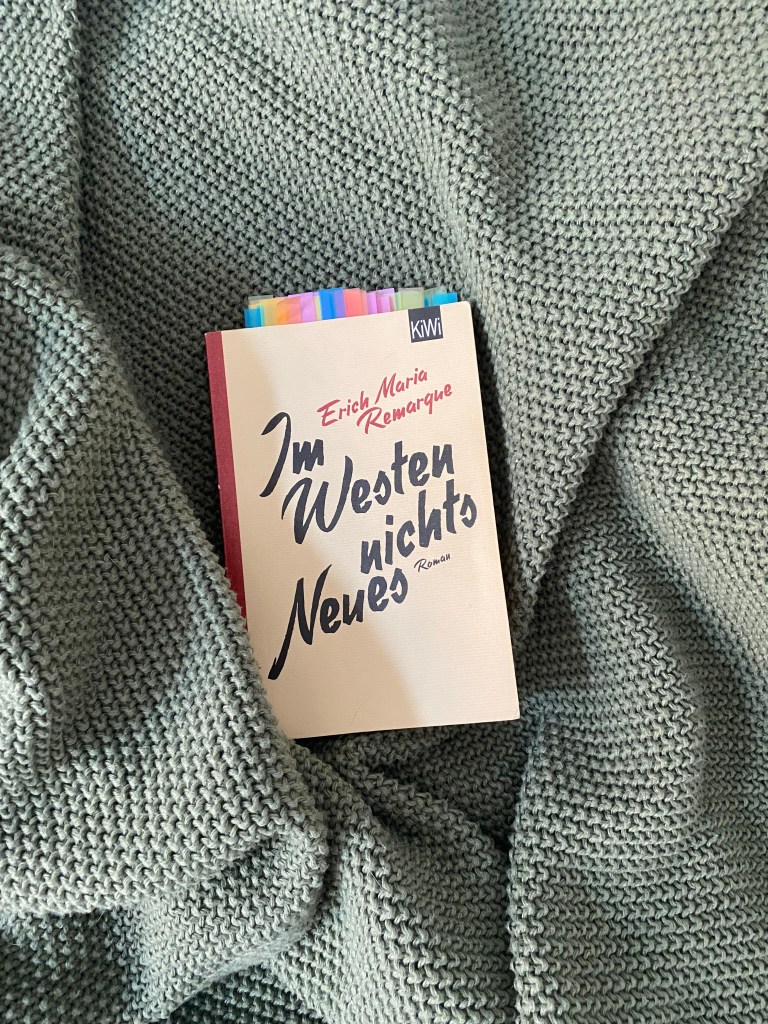 KiWi
Erich Maria
Remarque
Im
Westen
nichts
Roman
Neues